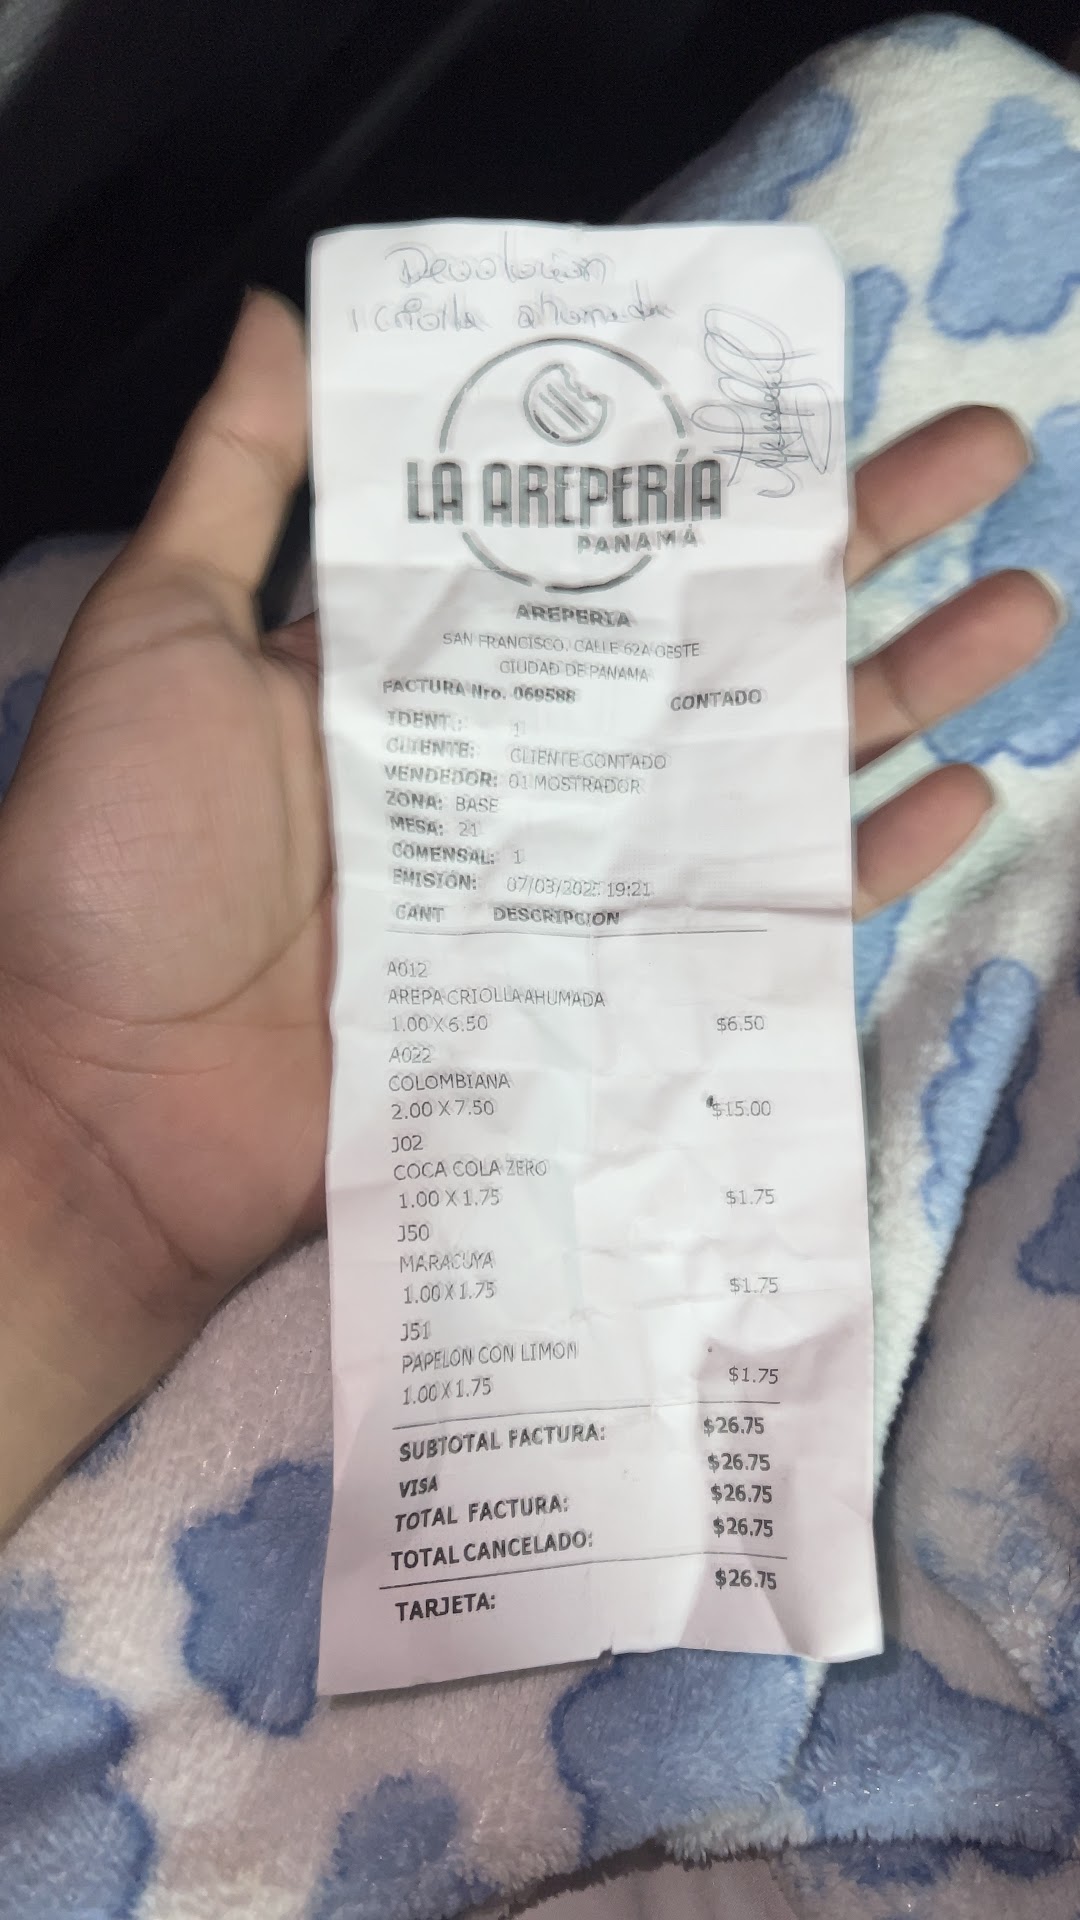 Devolucion
1 Criolla ahumada
LA AREPERÍA
PANAMÁ
AREPERIA
SAN FRANCISCO, CALLE 62A OESTE
CIUDAD DE PANAMA
FACTURA Nro. 069588 CONTADO
IDENT.: 1
CLIENTE: CLIENTE CONTADO
VENDEDOR: 01 MOSTRADOR
ZONA: BASE
MESA: 21
COMENSAL: 1
EMISIÓN: 07/03/2025 19:21
CANT DESCRIPCION
A012
AREPA CRIOLLA AHUMADA
1.00 X 6.50 $6.50
A022
COLOMBIANA
2.00 X 7.50 $15.00
J02
COCA COLA ZERO
1.00 X 1.75 $1.75
J50
MARACUYA
1.00 X 1.75 $1.75
J51
PAPELON CON LIMON
1.00 X 1.75 $1.75
SUBTOTAL FACTURA: $26.75
VISA $26.75
TOTAL FACTURA: $26.75
TOTAL CANCELADO: $26.75
TARJETA: $26.75